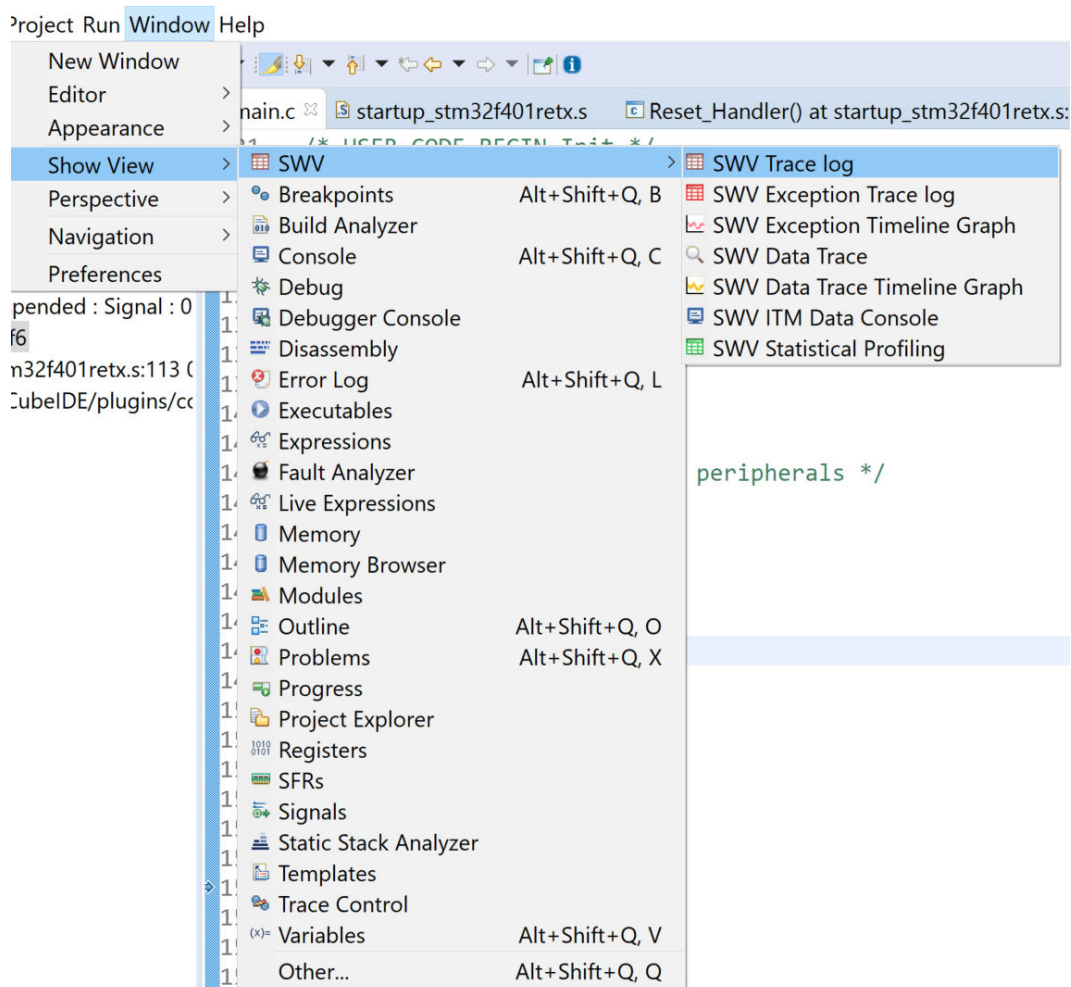 Project Run Window Help
New Window
Editor
Appearance
Show View
Perspective
Navigation
Preferences
main.c startup_stm32f401retx.s Reset_Handler() at startup_stm32f401retx.s:
/* USER CODE BEGIN Init */
SWV
Breakpoints Alt+Shift+Q, B
Build Analyzer
Console Alt+Shift+Q, C
Debug
Debugger Console
Disassembly
Error Log Alt+Shift+Q, L
Executables
Expressions
Fault Analyzer
Live Expressions
Memory
Memory Browser
Modules
Outline Alt+Shift+Q, O
Problems Alt+Shift+Q, X
Progress
Project Explorer
Registers
SFRs
Signals
Static Stack Analyzer
Templates
Trace Control
Variables Alt+Shift+Q, V
Other... Alt+Shift+Q, Q
SWV Trace log
SWV Exception Trace log
SWV Exception Timeline Graph
SWV Data Trace
SWV Data Trace Timeline Graph
SWV ITM Data Console
SWV Statistical Profiling
pended : Signal : 0
f6
m32f401retx.s:113 (
CubeIDE/plugins/cc
peripherals */